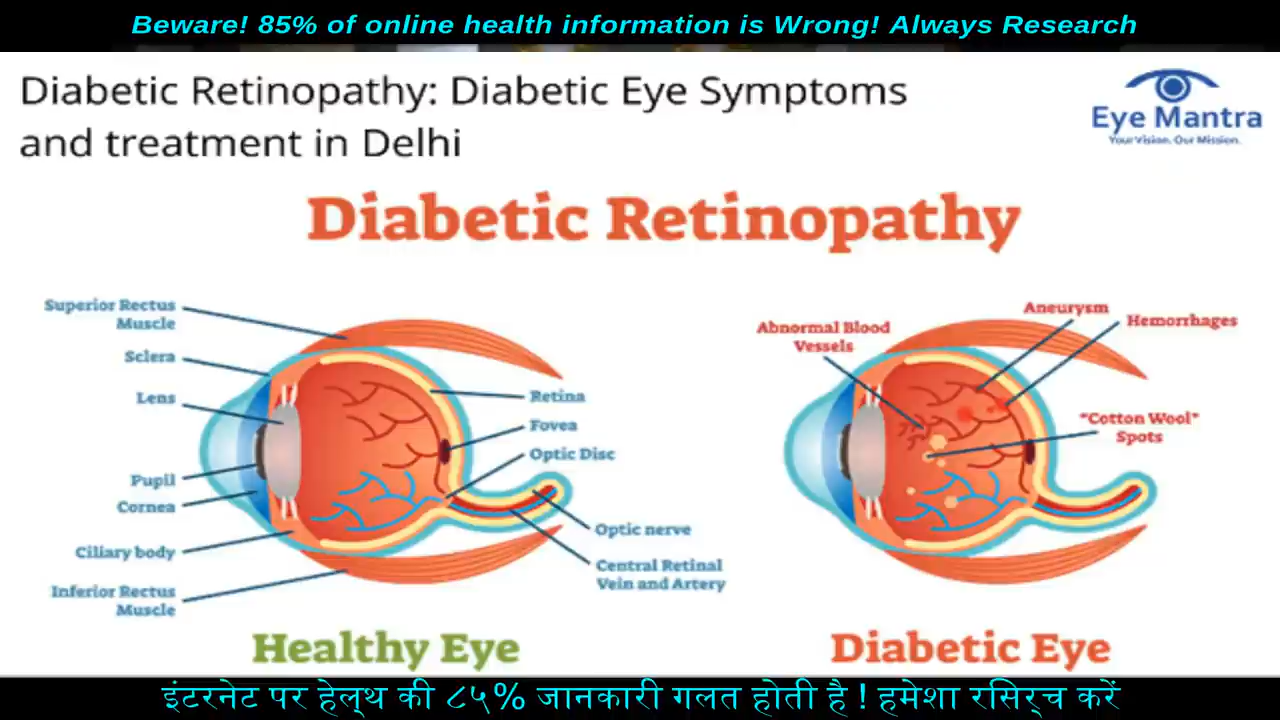 Beware! 85% of online health information is Wrong! Always Research
Diabetic Retinopathy: Diabetic Eye Symptoms
and treatment in Delhi
Eye Mantra
Your Vision. Our Mission.
Diabetic Retinopathy
Superior Rectus
Muscle
Sclera
Lens
Pupil
Cornea
Ciliary body
Inferior Rectus
Muscle
Retina
Fovea
Optic Disc
Optic nerve
Central Retinal
Vein and Artery
Healthy Eye
Abnormal Blood
Vessels
Aneurysm
Hemorrhages
"Cotton Wool"
Spots
Diabetic Eye
इंटरनेट पर हेल्थ की ८५% जानकारी गलत होती है ! हमेशा रिसर्च करें